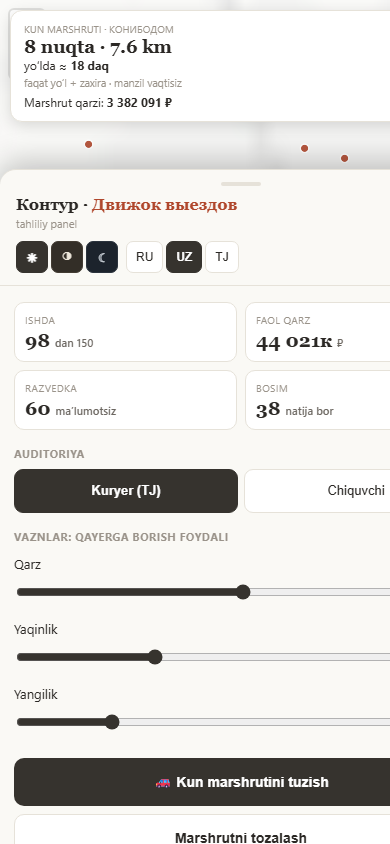 KUN MARSHRUTI · КОНИБОДОМ
8 nuqta · 7.6 km
yo‘lda ≈ 18 daq
faqat yo‘l + zaxira · manzil vaqtisiz
Marshrut qarzi: 3 382 091 ₽
Контур · Движок выездов
tahliliy panel
RU UZ TJ
ISHDA
98 dan 150
FAOL QARZ
44 021к ₽
RAZVEDKA
60 ma’lumotsiz
BOSIM
38 natija bor
AUDITORIYA
Kuryer (TJ)
Chiquvchi
VAZNLAR: QAYERGA BORISH FOYDALI
Qarz
Yaqinlik
Yangilik
🚗 Kun marshrutini tuzish
Marshrutni tozalash